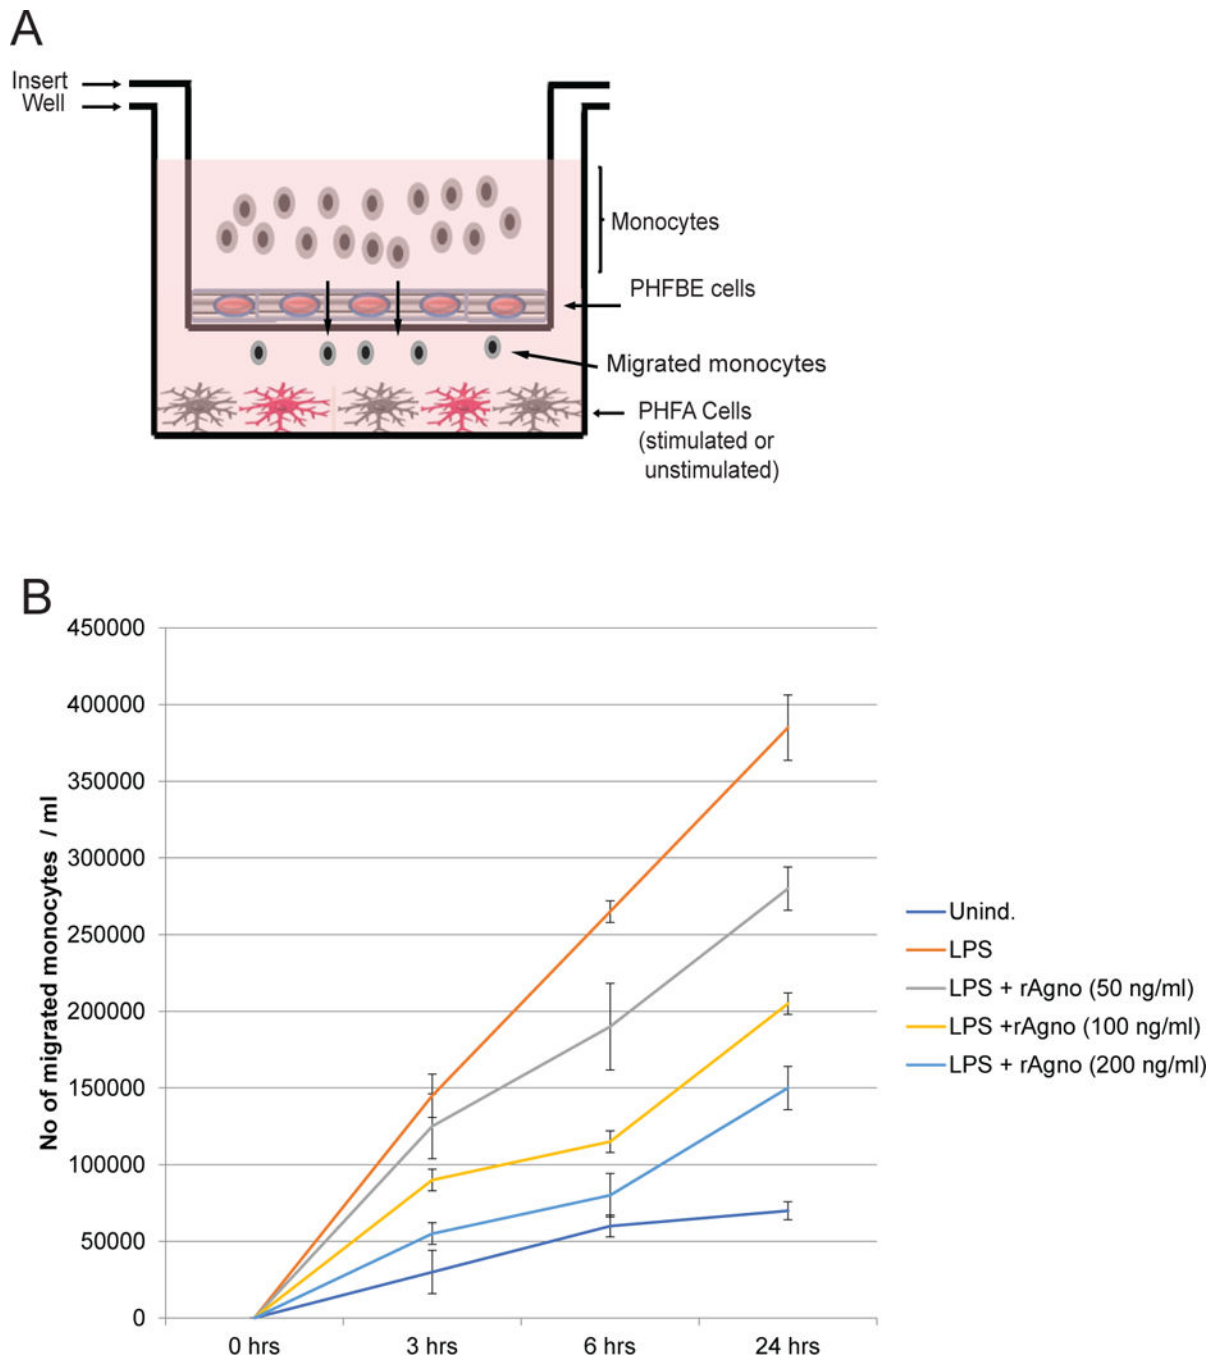 A
Insert
Well
Monocytes
PHFBE cells
Migrated monocytes
PHFA Cells
(stimulated or
unstimulated)
B
No of migrated monocytes / ml
450000
400000
350000
300000
250000
200000
150000
100000
50000
0
0 hrs
3 hrs
6 hrs
24 hrs
Unind.
LPS
LPS + rAgno (50 ng/ml)
LPS +rAgno (100 ng/ml)
LPS + rAgno (200 ng/ml)